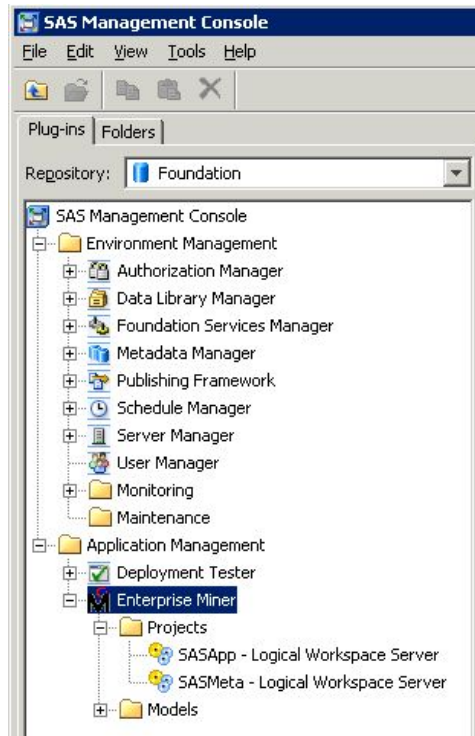 SAS Management Console
File Edit View Tools Help
Plug-ins Folders
Repository: Foundation
SAS Management Console
Environment Management
Authorization Manager
Data Library Manager
Foundation Services Manager
Metadata Manager
Publishing Framework
Schedule Manager
Server Manager
User Manager
Monitoring
Maintenance
Application Management
Deployment Tester
Enterprise Miner
Projects
SASApp - Logical Workspace Server
SASMeta - Logical Workspace Server
Models